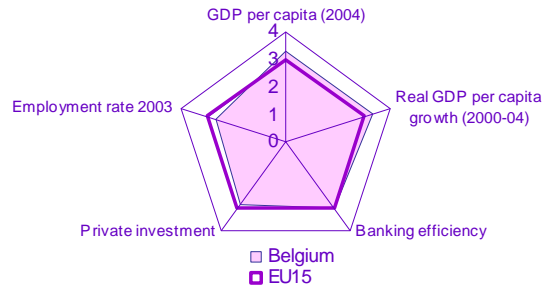 GDP per capita (2004)
4
3
2
1
0
Employment rate 2003
Real GDP per capita
growth (2000-04)
Private investment
Banking efficiency
Belgium
EU15